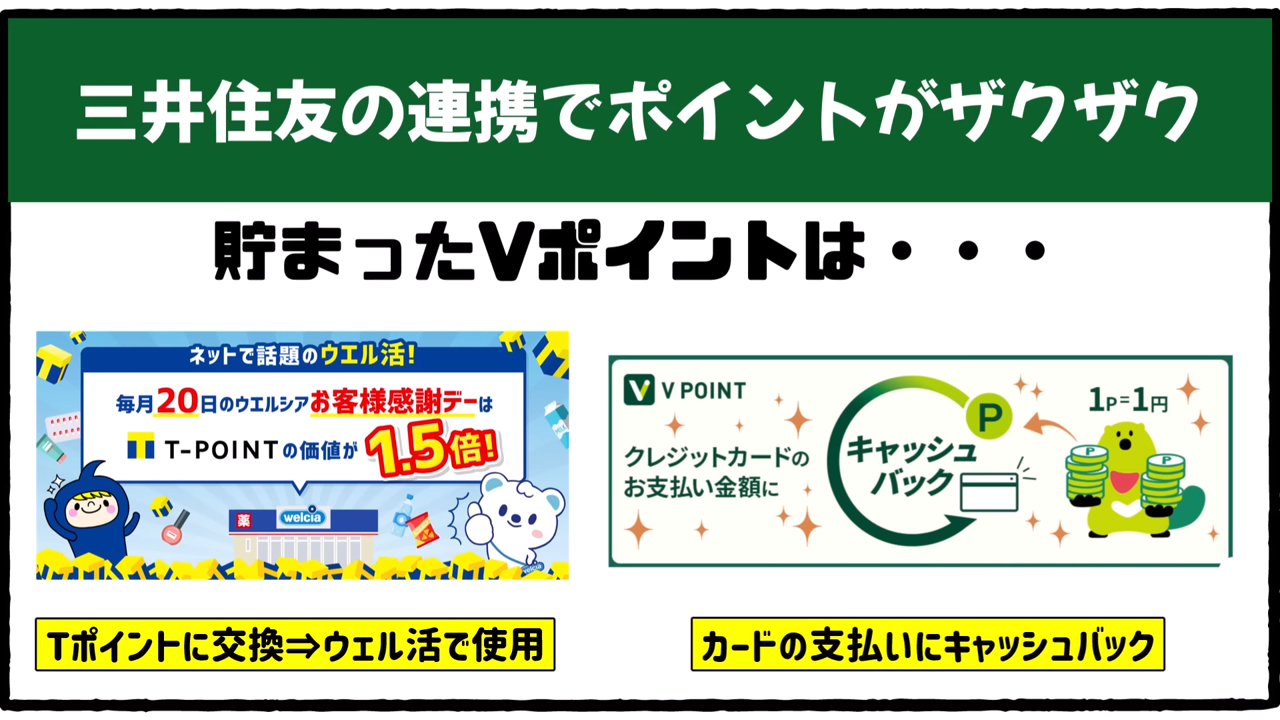 三井住友の連携でポイントがザクザク
貯まったVポイントは・・・
ネットで話題のウエル活!
毎月20日のウエルシアお客様感謝デーは
T-POINTの価値が1.5倍!
薬 welcia
welcia
Tポイントに交換⇒ウェル活で使用
V POINT
クレジットカードの
お支払い金額に
キャッシュ
バック
P
1P=1円
P P
カードの支払いにキャッシュバック